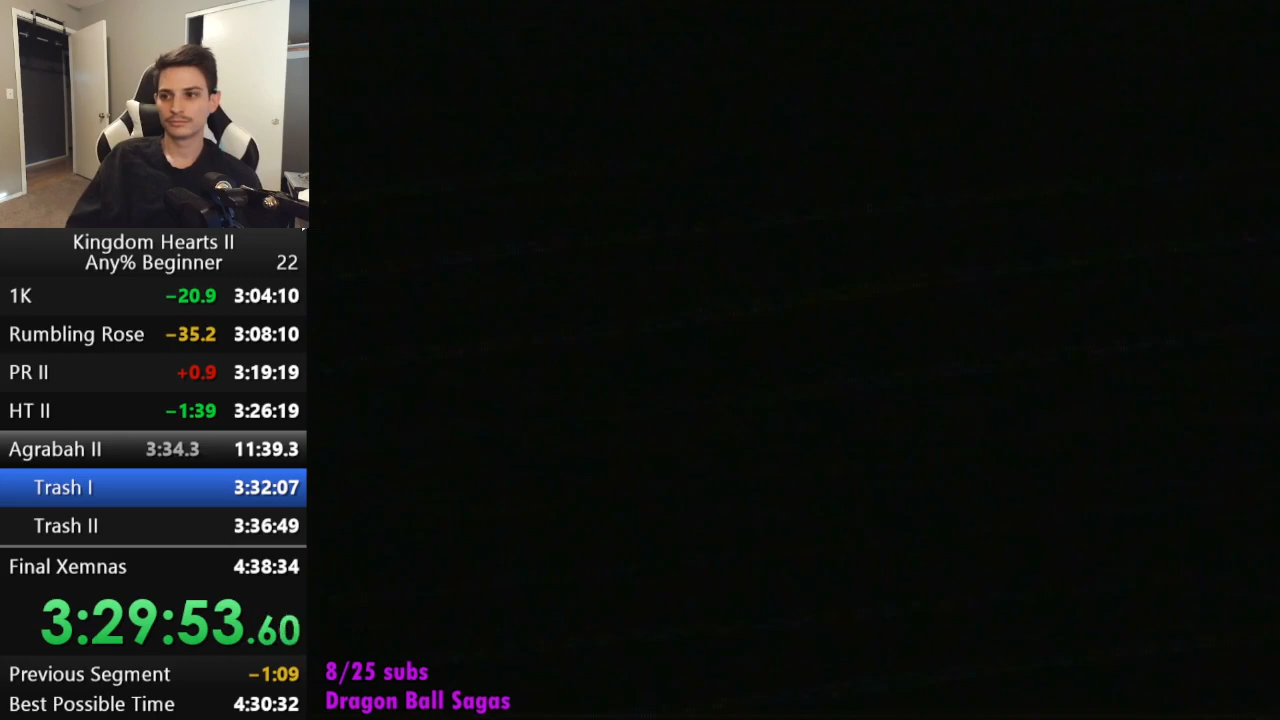 Kingdom Hearts II
Any% Beginner 22
1K −20.9 3:04:10
Rumbling Rose −35.2 3:08:10
PR II +0.9 3:19:19
HT II −1:39 3:26:19
Agrabah II 3:34.3 11:39.3
Trash I 3:32:07
Trash II 3:36:49
Final Xemnas 4:38:34
3:29:53.60
Previous Segment −1:09
Best Possible Time 4:30:32
8/25 subs
Dragon Ball Sagas